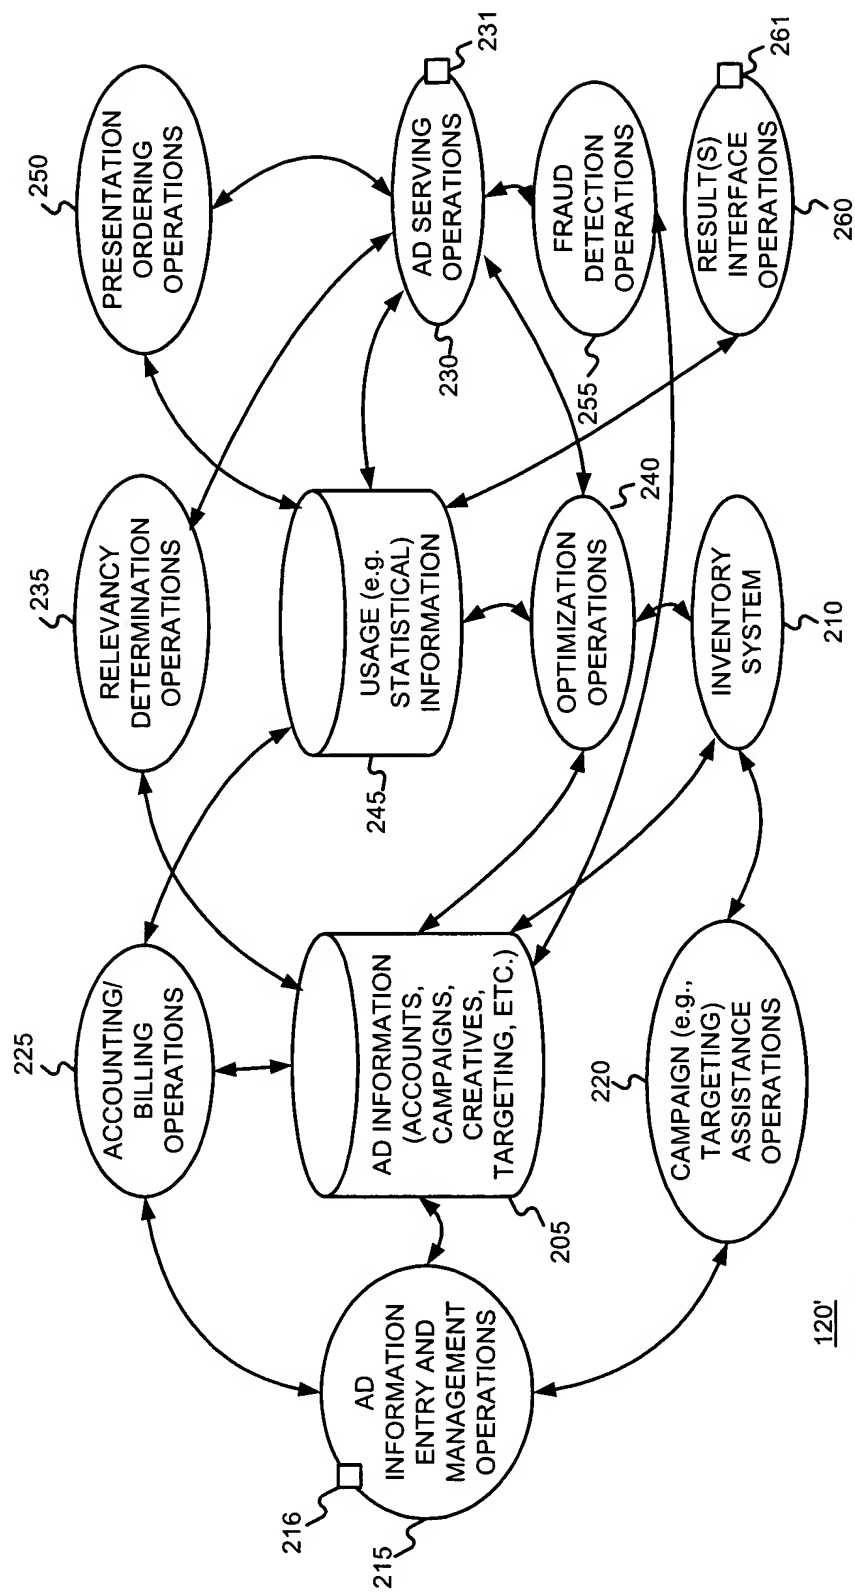 225
ACCOUNTING/
BILLING
OPERATIONS
235
RELEVANCY
DETERMINATION
OPERATIONS
250
PRESENTATION
ORDERING
OPERATIONS
216
215
AD
INFORMATION
ENTRY AND
MANAGEMENT
OPERATIONS
AD INFORMATION
(ACCOUNTS,
CAMPAIGNS,
CREATIVES,
TARGETING, ETC.)
205
USAGE (e.g.
STATISTICAL)
INFORMATION
245
AD SERVING
OPERATIONS
230
231
OPTIMIZATION
OPERATIONS
240
FRAUD
DETECTION
OPERATIONS
255
220
CAMPAIGN (e.g.,
TARGETING)
ASSISTANCE
OPERATIONS
INVENTORY
SYSTEM
210
RESULT(S)
INTERFACE
OPERATIONS
261
260
120'